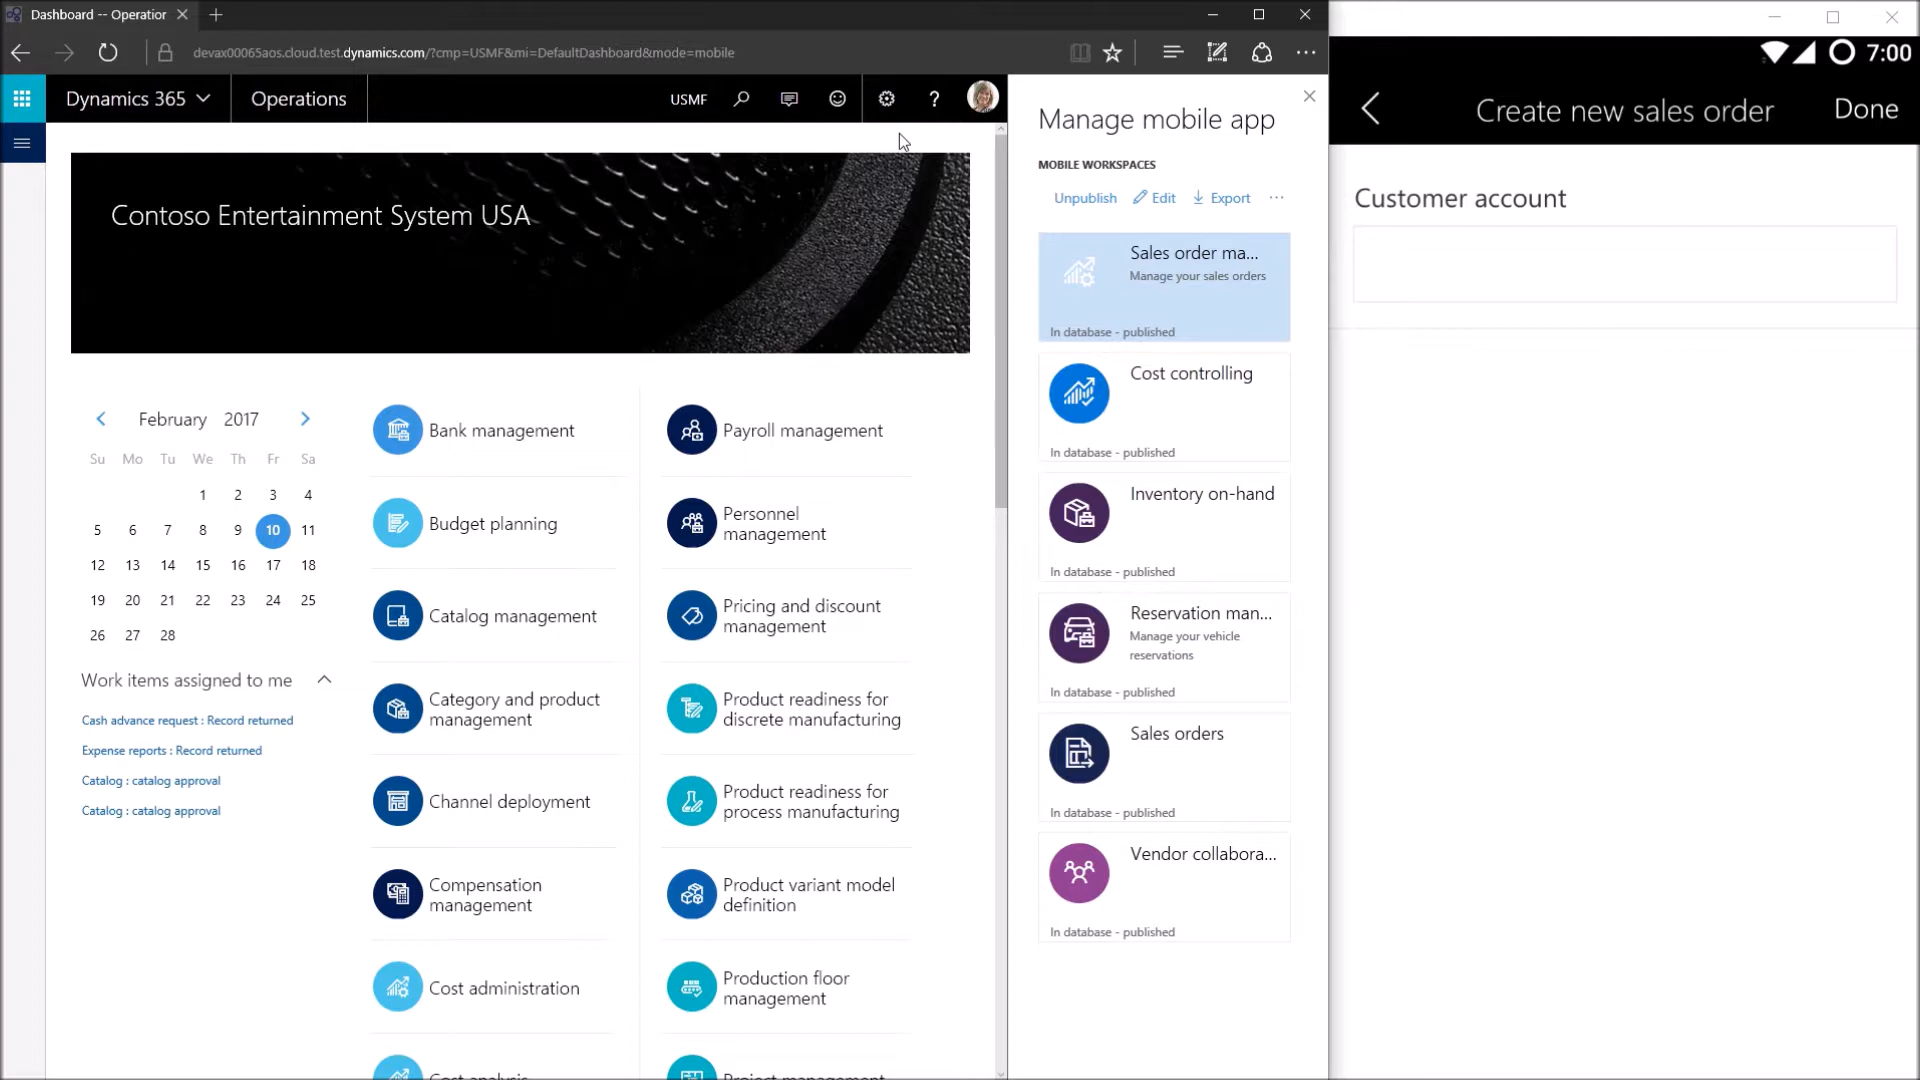 Dashboard -- Operatior
devax00065aos.cloud.test.dynamics.com/?cmp=USMF&mi=DefaultDashboard&mode=mobile
Dynamics 365
Operations
USMF
Contoso Entertainment System USA
February 2017
Su Mo Tu We Th Fr Sa
1 2 3 4
5 6 7 8 9 10 11
12 13 14 15 16 17 18
19 20 21 22 23 24 25
26 27 28
Work items assigned to me
Cash advance request : Record returned
Expense reports : Record returned
Catalog : catalog approval
Catalog : catalog approval
Bank management
Budget planning
Catalog management
Category and product
management
Channel deployment
Compensation
management
Cost administration
Cost analysis
Payroll management
Personnel
management
Pricing and discount
management
Product readiness for
discrete manufacturing
Product readiness for
process manufacturing
Product variant model
definition
Production floor
management
Project management
Manage mobile app
MOBILE WORKSPACES
Unpublish Edit Export ...
Sales order ma...
Manage your sales orders
In database - published
Cost controlling
In database - published
Inventory on-hand
In database - published
Reservation man...
Manage your vehicle
reservations
In database - published
Sales orders
In database - published
Vendor collabora...
In database - published
7:00
Create new sales order
Done
Customer account